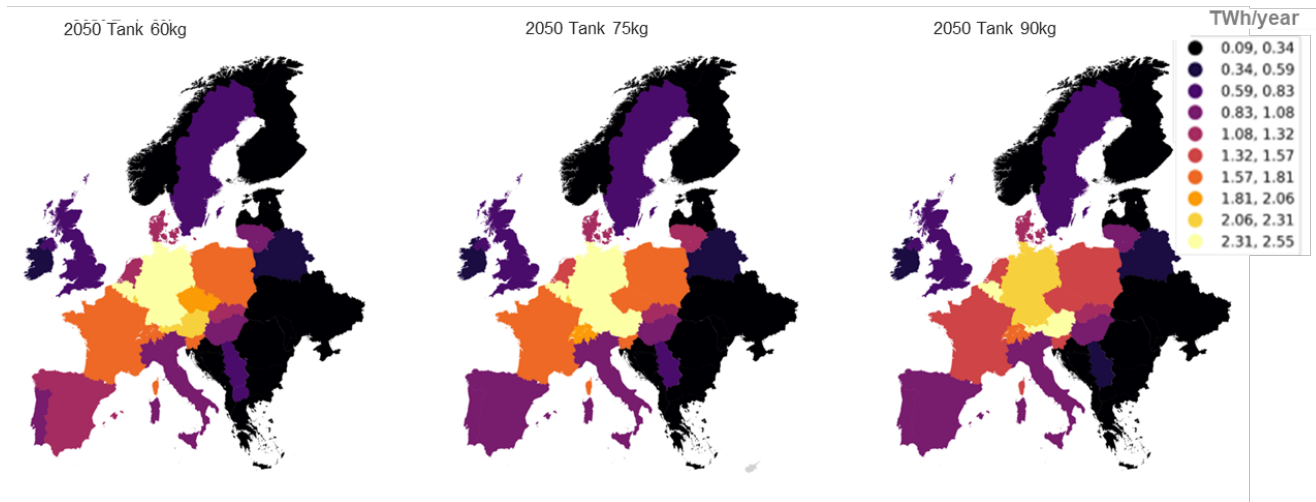 2050 Tank 60kg
2050 Tank 75kg
2050 Tank 90kg
TWh/year
0.09, 0.34
0.34, 0.59
0.59, 0.83
0.83, 1.08
1.08, 1.32
1.32, 1.57
1.57, 1.81
1.81, 2.06
2.06, 2.31
2.31, 2.55